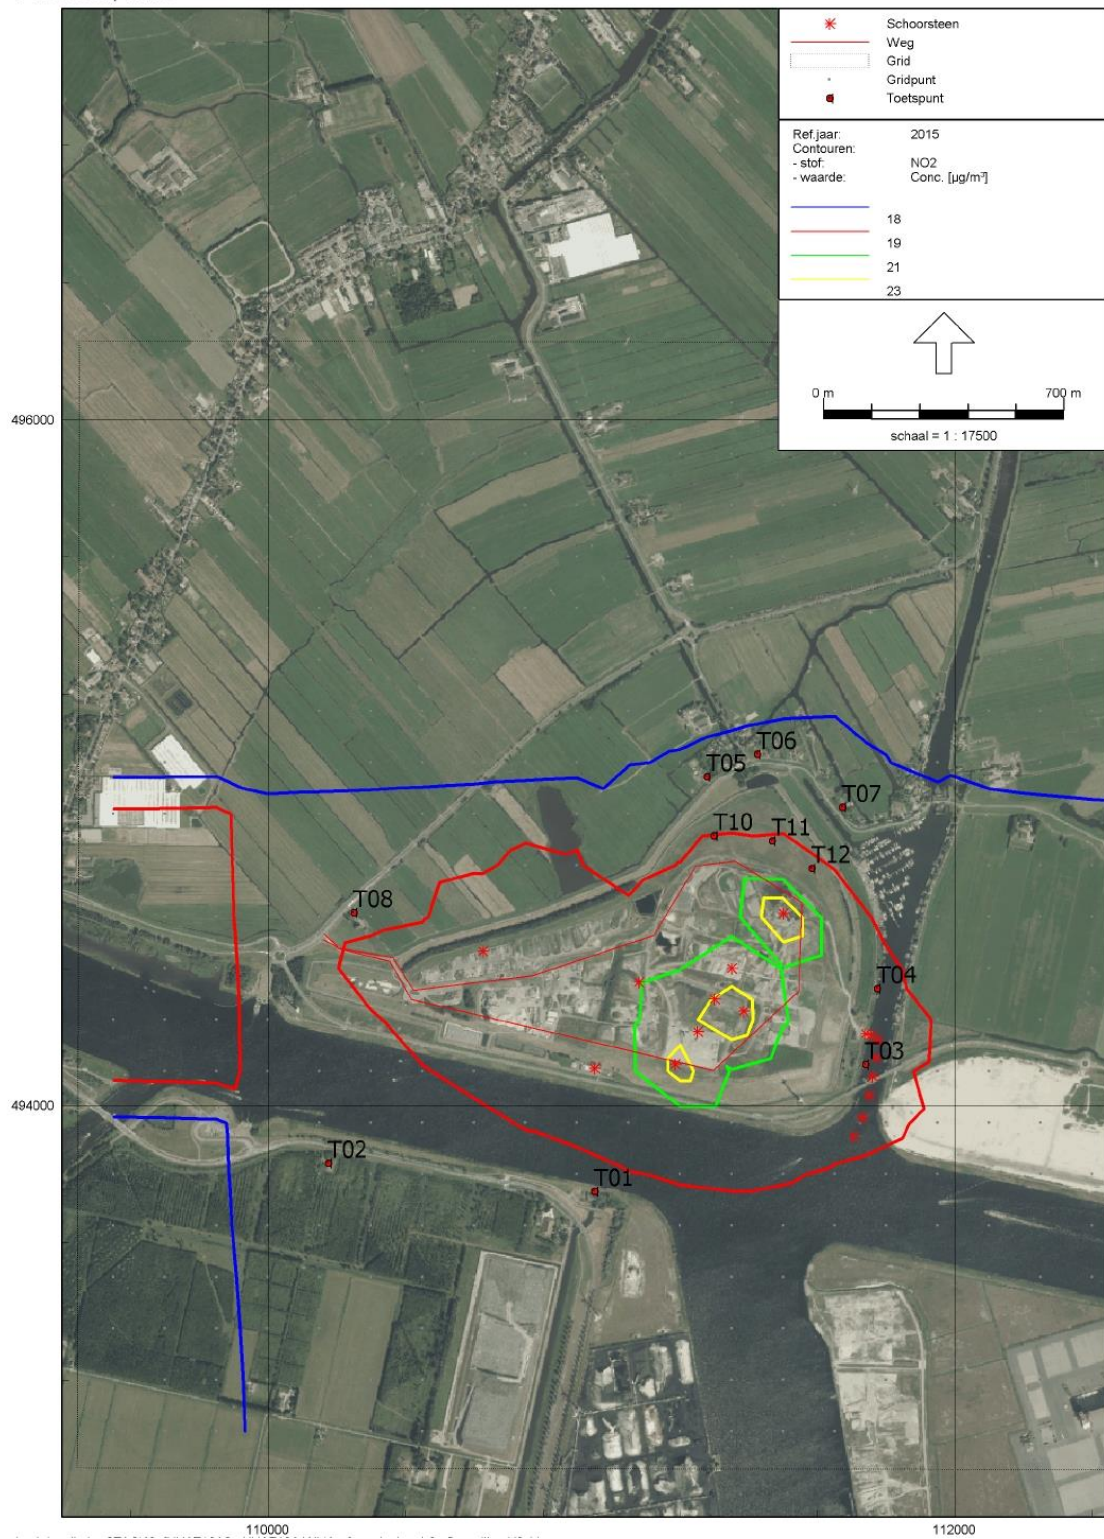 Schoorsteen
Weg
Grid
Gridpunt
Toetspunt
Ref.jaar: 2015
Contouren:
- stof: NO2
- waarde: Conc. [µg/m³]
18
19
21
23
0 m 700 m
schaal = 1 : 17500
496000
T06
T05
T07
T10
T11
T12
T08
T04
T03
494000
T02
T01
110000
112000